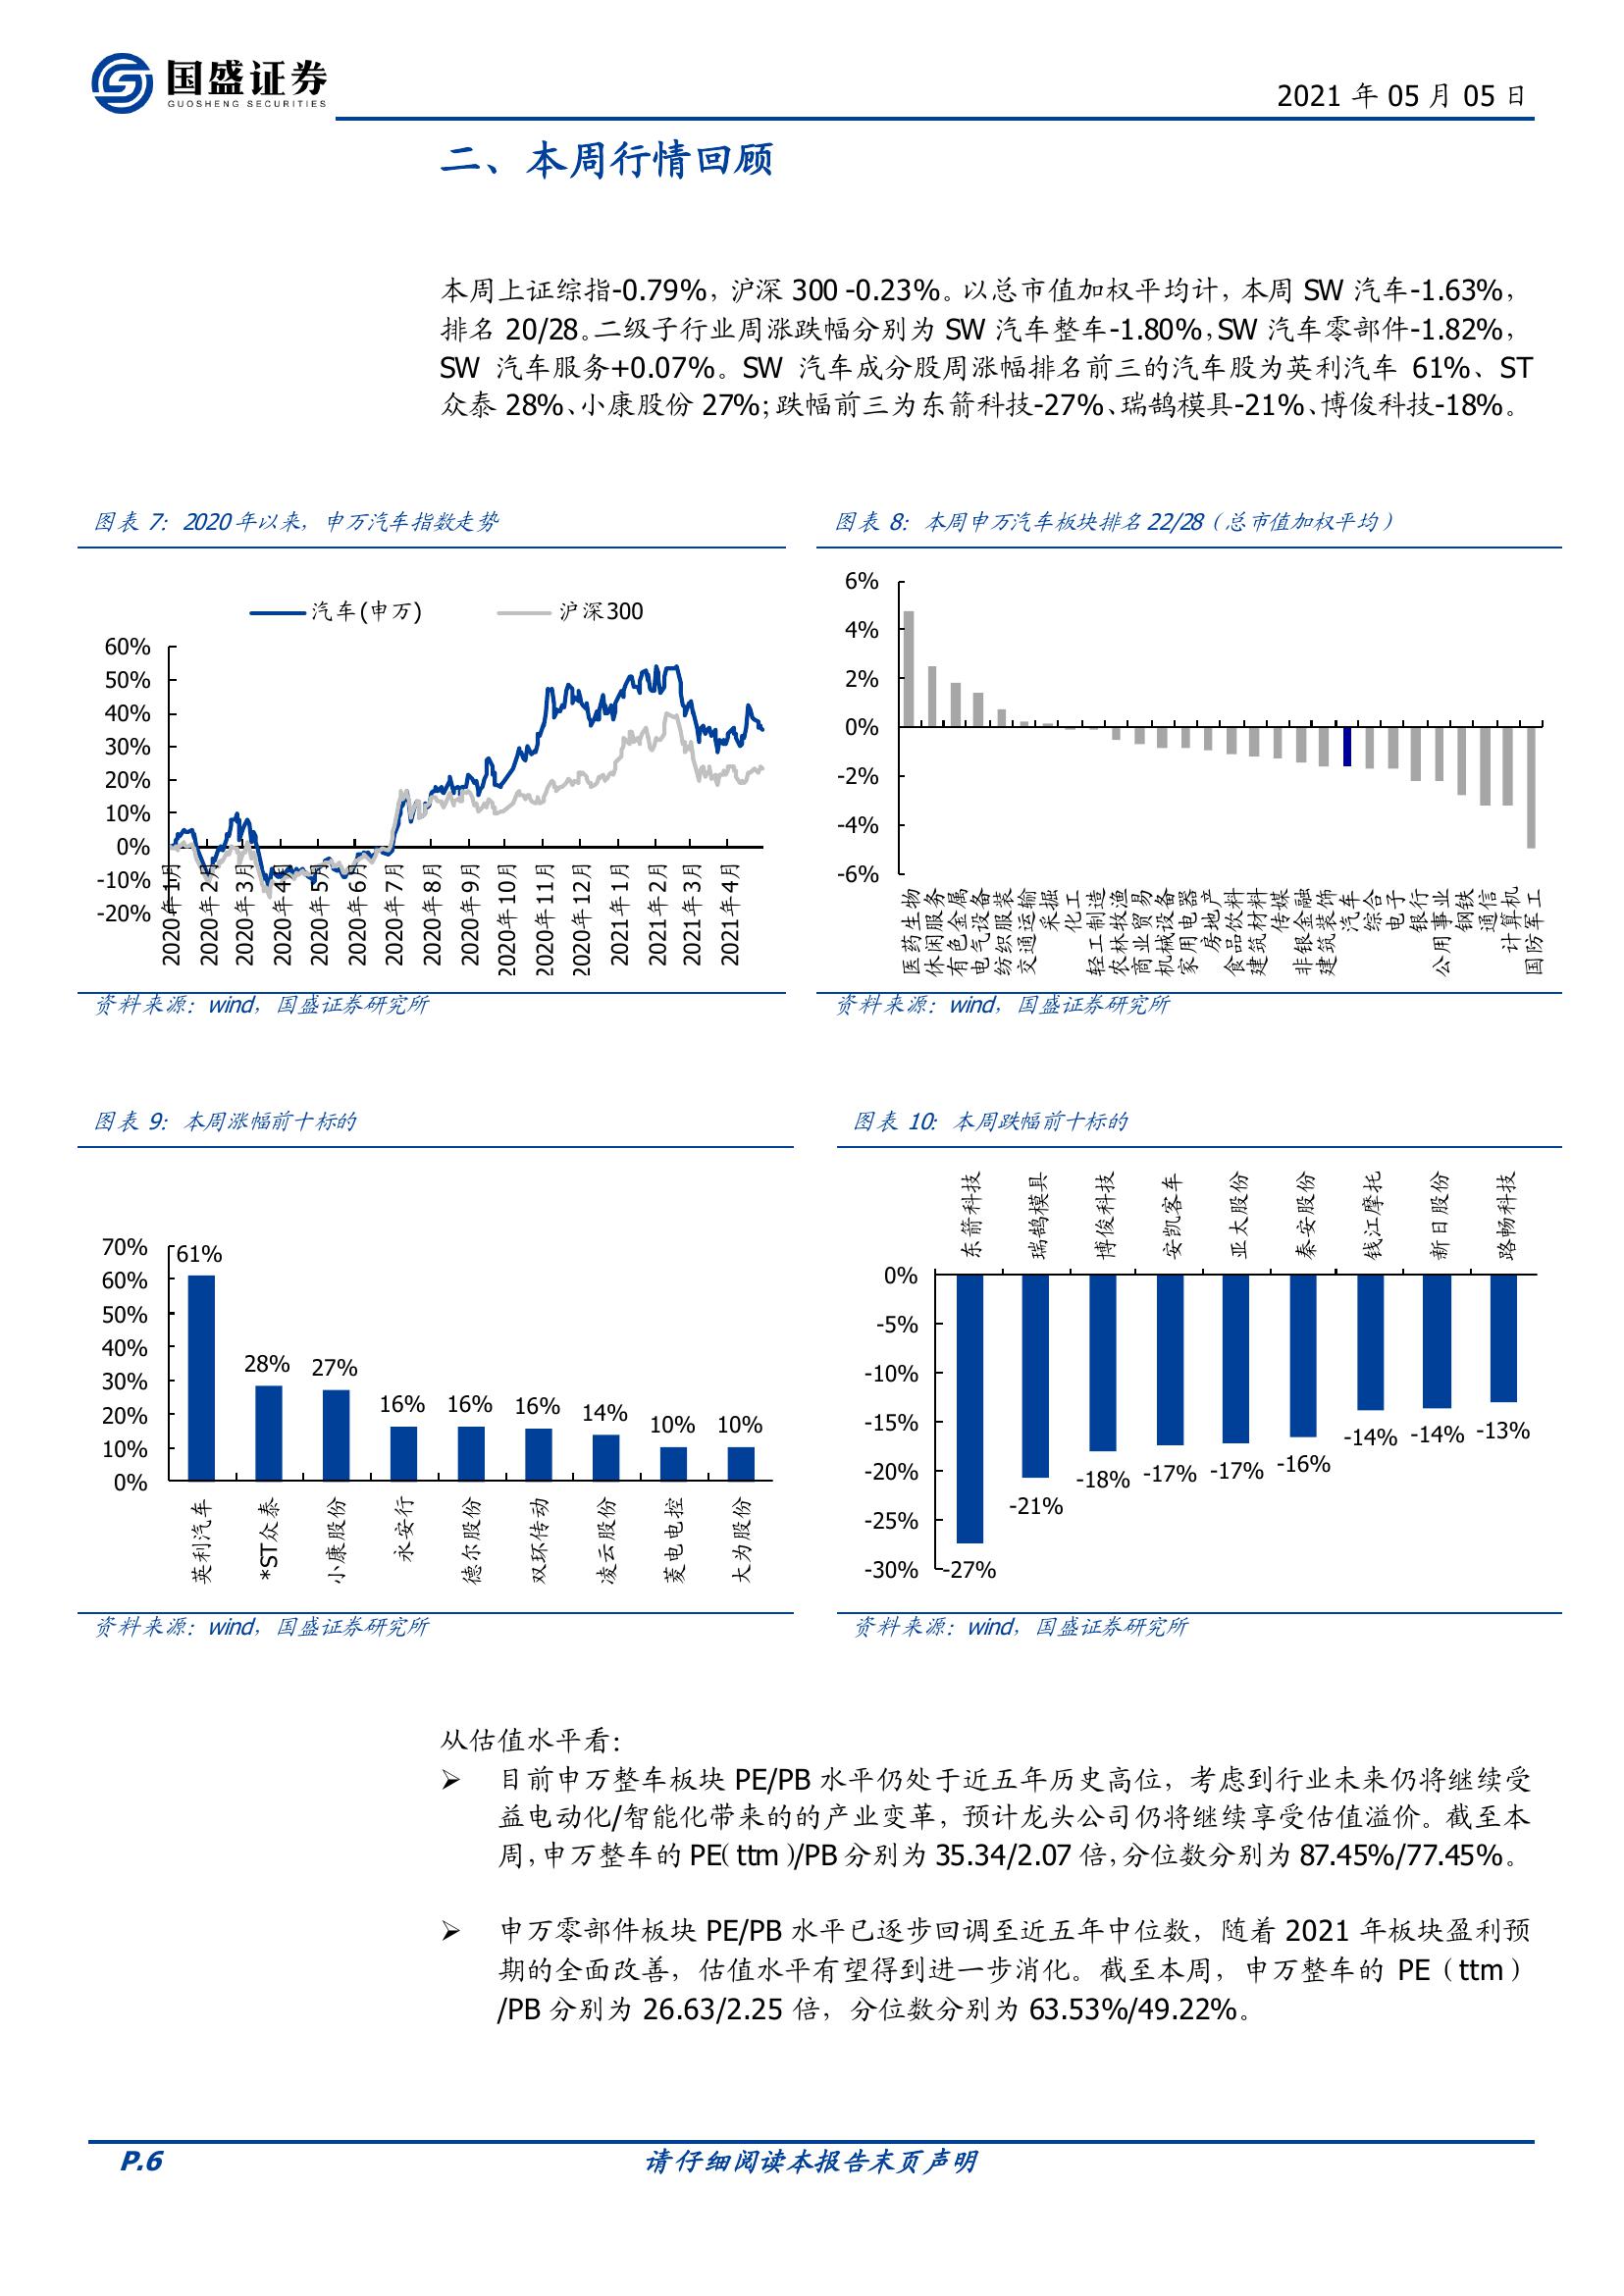 国盛证券
GUOSHENG SECURITIES
2021 年 05 月 05 日
二、本周行情回顾
本周上证综指-0.79%，沪深 300 -0.23%。以总市值加权平均计，本周 SW 汽车-1.63%，
排名 20/28。二级子行业周涨跌幅分别为 SW 汽车整车-1.80%，SW 汽车零部件-1.82%，
SW 汽车服务+0.07%。SW 汽车成分股周涨幅排名前三的汽车股为英利汽车 61%、ST
众泰 28%、小康股份 27%；跌幅前三为东箭科技-27%、瑞鹄模具-21%、博俊科技-18%。
图表 7：2020 年以来，申万汽车指数走势
汽车(申万)
沪深300
60%
50%
40%
30%
20%
10%
0%
-10%
-20%
2020年1月
2020年2月
2020年3月
2020年4月
2020年5月
2020年6月
2020年7月
2020年8月
2020年9月
2020年10月
2020年11月
2020年12月
2021年1月
2021年2月
2021年3月
2021年4月
资料来源：wind，国盛证券研究所
图表 8：本周申万汽车板块排名 22/28（总市值加权平均）
6%
4%
2%
0%
-2%
-4%
-6%
医药生物
休闲服务
有色金属
电气设备
纺织服装
交通运输
采掘
化工
轻工制造
农林牧渔
商业贸易
机械设备
家用电器
房地产
食品饮料
建筑材料
传媒
非银金融
建筑装饰
汽车
综合
电子
银行
公用事业
钢铁
通信
计算机
国防军工
资料来源：wind，国盛证券研究所
图表 9：本周涨幅前十标的
70%
60%
50%
40%
30%
20%
10%
0%
61%
28%
27%
16%
16%
16%
14%
10%
10%
英利汽车
*ST众泰
小康股份
永安行
德尔股份
双环传动
凌云股份
菱电电控
大为股份
资料来源：wind，国盛证券研究所
图表 10：本周跌幅前十标的
东箭科技
瑞鹄模具
博俊科技
安凯客车
亚太股份
秦安股份
钱江摩托
新日股份
路畅科技
0%
-5%
-10%
-15%
-20%
-25%
-30%
-27%
-21%
-18%
-17%
-17%
-16%
-14%
-14%
-13%
资料来源：wind，国盛证券研究所
从估值水平看：
➢ 目前申万整车板块 PE/PB 水平仍处于近五年历史高位，考虑到行业未来仍将继续受
益电动化/智能化带来的的产业变革，预计龙头公司仍将继续享受估值溢价。截至本
周，申万整车的 PE（ttm）/PB 分别为 35.34/2.07 倍，分位数分别为 87.45%/77.45%。
➢ 申万零部件板块 PE/PB 水平已逐步回调至近五年中位数，随着 2021 年板块盈利预
期的全面改善，估值水平有望得到进一步消化。截至本周，申万整车的 PE（ttm）
/PB 分别为 26.63/2.25 倍，分位数分别为 63.53%/49.22%。
P.6
请仔细阅读本报告末页声明